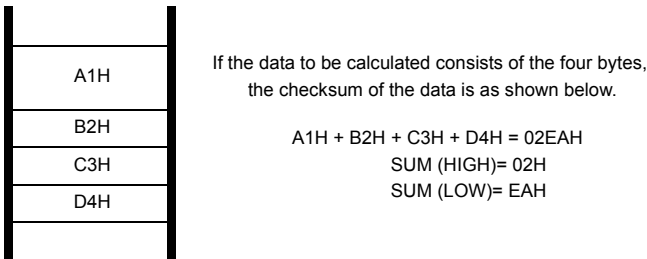 A1H
B2H
C3H
D4H
If the data to be calculated consists of the four bytes,
the checksum of the data is as shown below.
A1H + B2H + C3H + D4H = 02EAH
SUM (HIGH)= 02H
SUM (LOW)= EAH